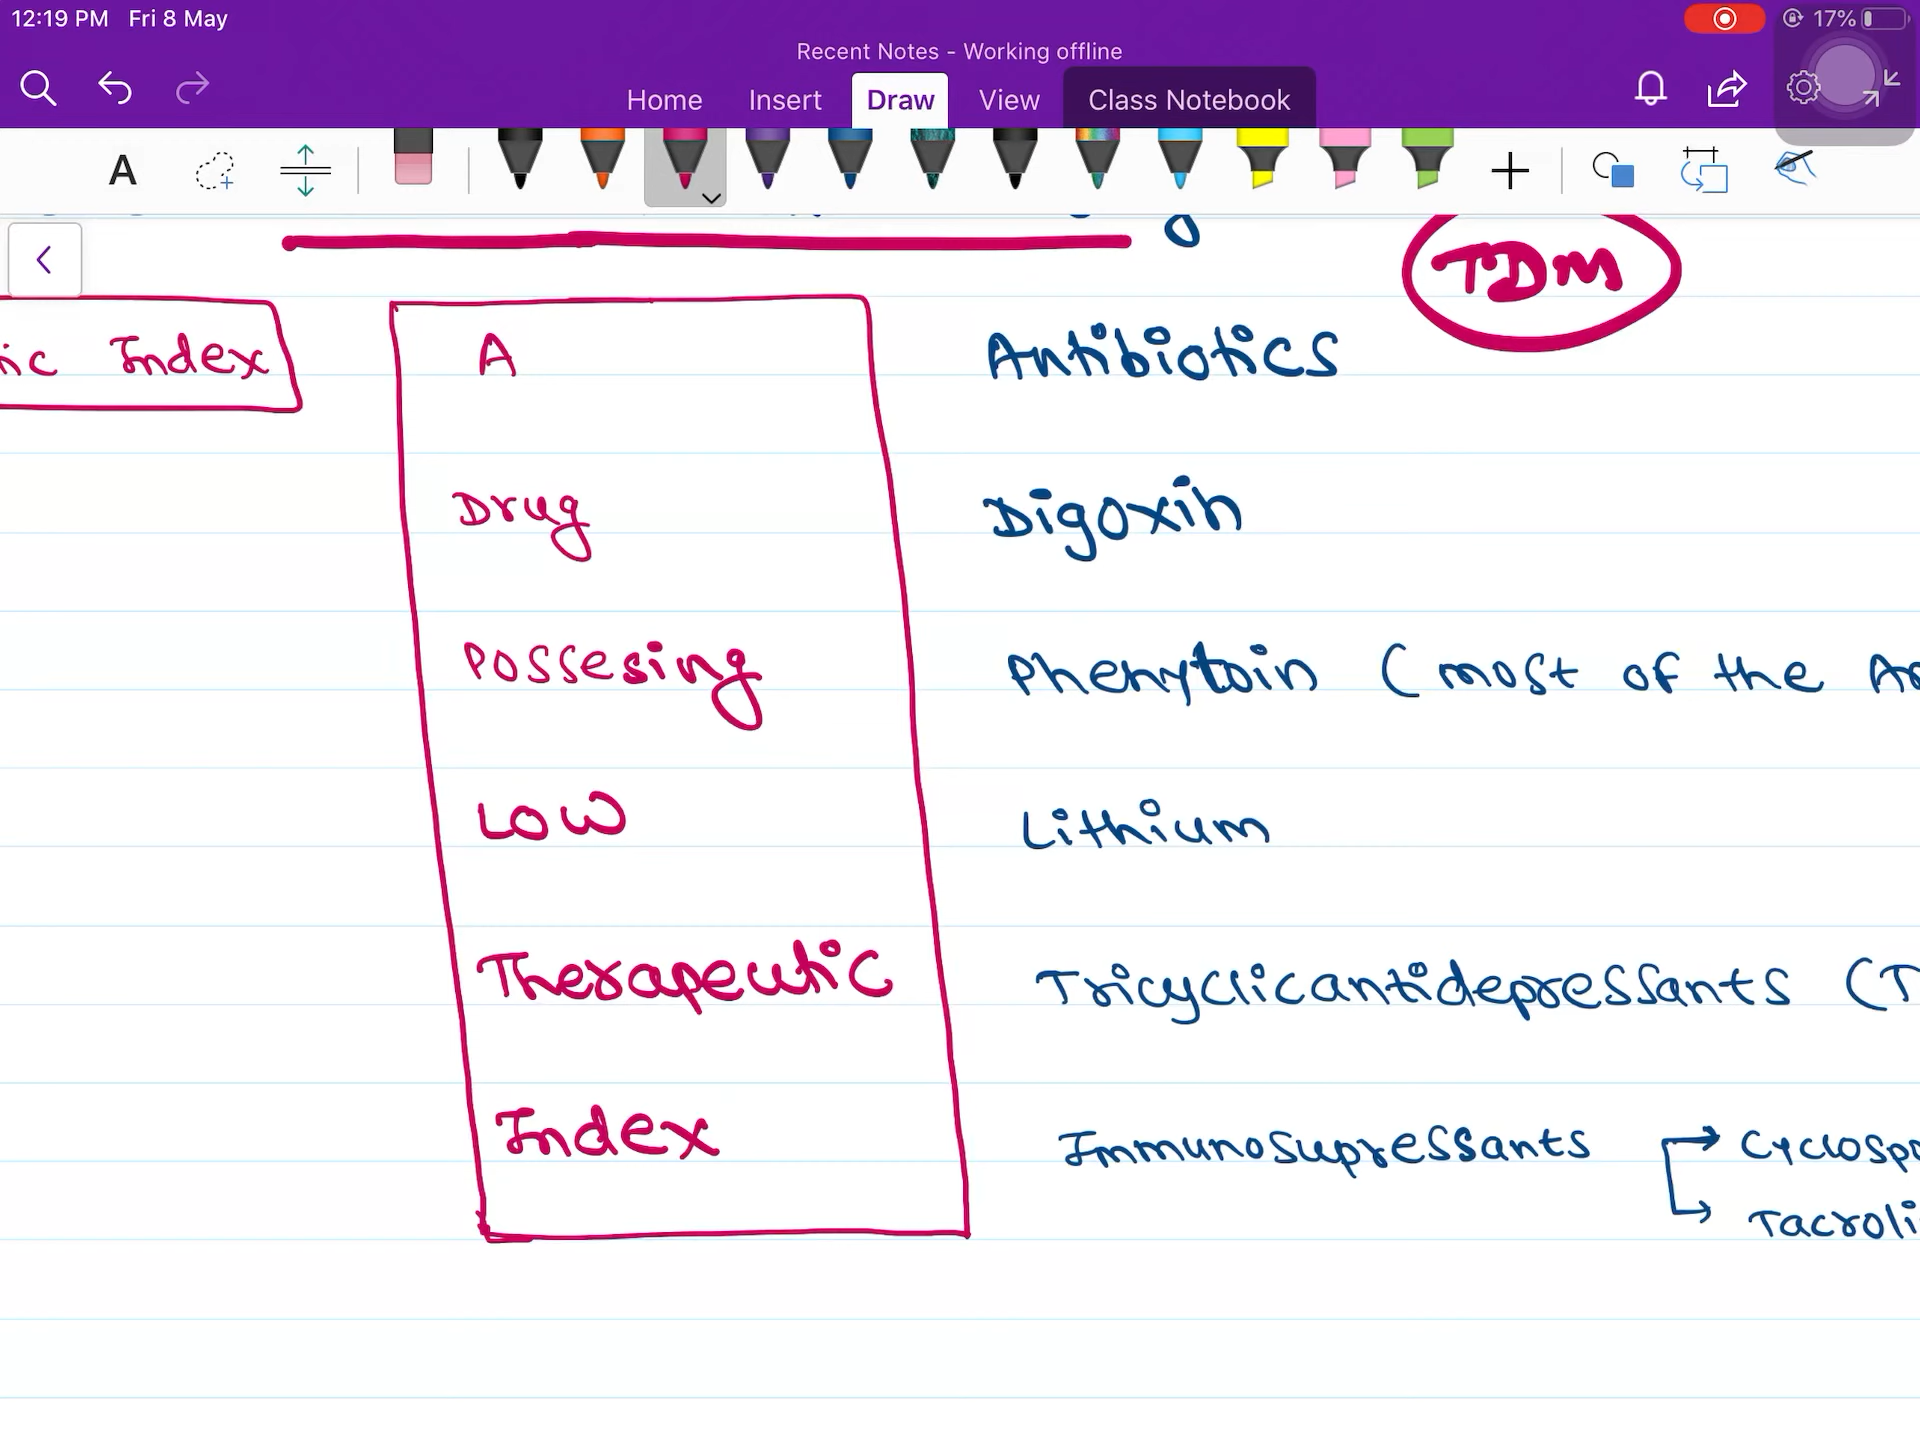 12:19 PM Fri 8 May
17%
Recent Notes - Working offline
Home Insert Draw View Class Notebook
A
TDM
Index
A Antibiotics
Drug Digoxin
Possesing Phenytoin (most of the
Low Lithium
Therapeutic Tricyclicantidepressants (T
Index Immunosupressants → Cyclosp
→ Tacroli